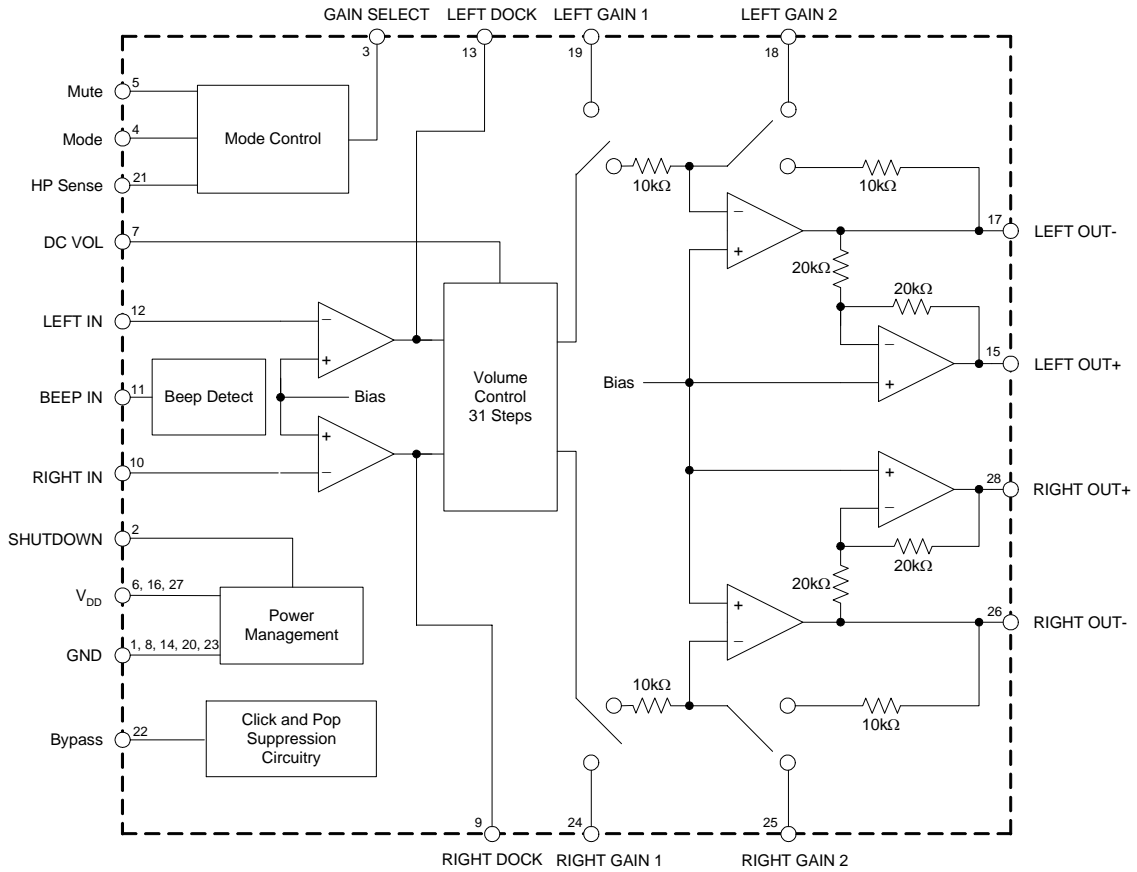 GAIN SELECT
LEFT DOCK
LEFT GAIN 1
LEFT GAIN 2
3
13
19
18
Mute
5
Mode
4
HP Sense
21
Mode Control
DC VOL
7
10kΩ
10kΩ
−
+
17
LEFT OUT-
20kΩ
20kΩ
LEFT IN
12
−
+
−
+
15
LEFT OUT+
BEEP IN
11
Beep Detect
Bias
Volume
Control
31 Steps
Bias
RIGHT IN
10
+
−
+
−
28
RIGHT OUT+
20kΩ
20kΩ
SHUTDOWN
2
VDD
6, 16, 27
GND
1, 8, 14, 20, 23
Power
Management
+
−
26
RIGHT OUT-
10kΩ
10kΩ
Bypass
22
Click and Pop
Suppression
Circuitry
9
24
25
RIGHT DOCK
RIGHT GAIN 1
RIGHT GAIN 2